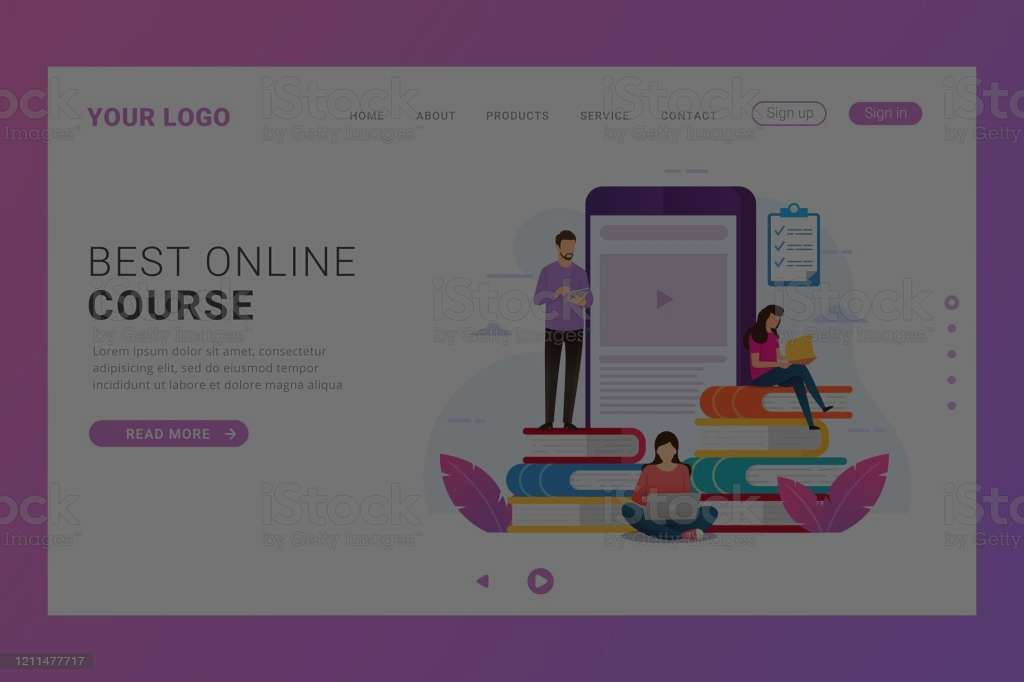 YOUR LOGO
HOME ABOUT PRODUCTS SERVICE CONTACT Sign up Sign in
BEST ONLINE
COURSE
Lorem ipsum dolor sit amet, consectetur
adipisicing elit, sed do eiusmod tempor
incididunt ut labore et dolore magna aliqua
READ MORE
iStock
by Getty Images™
1211477717